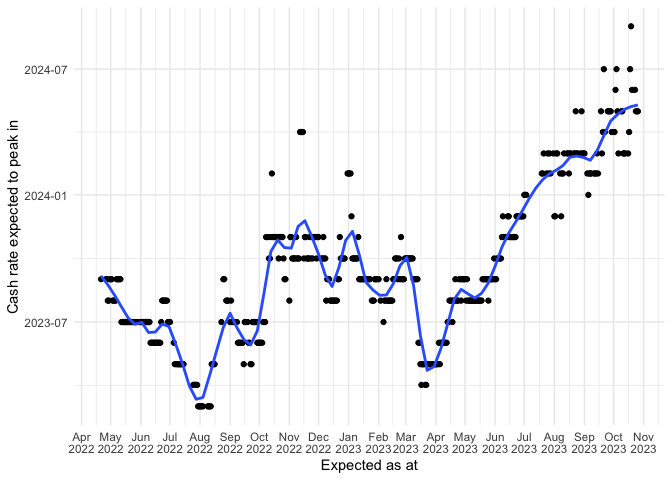 Cash rate expected to peak in
2024-07
2024-01
2023-07
Apr May Jun Jul Aug Sep Oct Nov Dec Jan Feb Mar Apr May Jun Jul Aug Sep Oct Nov
2022 2022 2022 2022 2022 2022 2022 2022 2022 2023 2023 2023 2023 2023 2023 2023 2023 2023 2023 2023
Expected as at